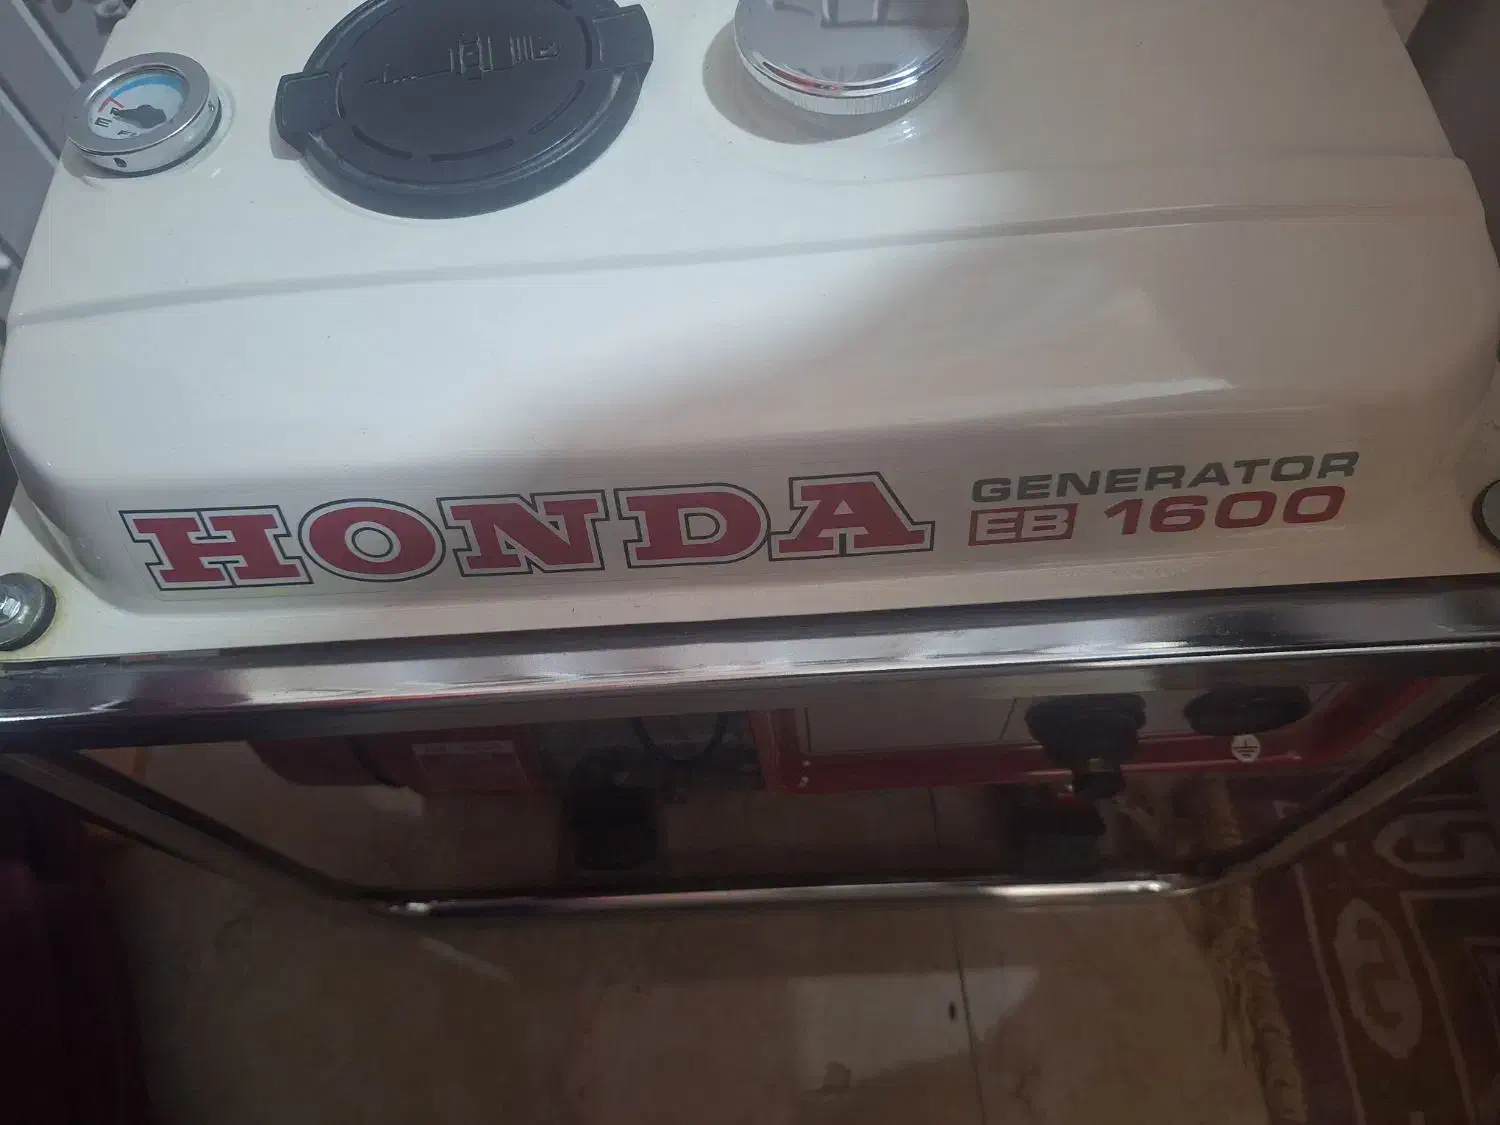 E
HONDA
GENERATOR
EB 1600